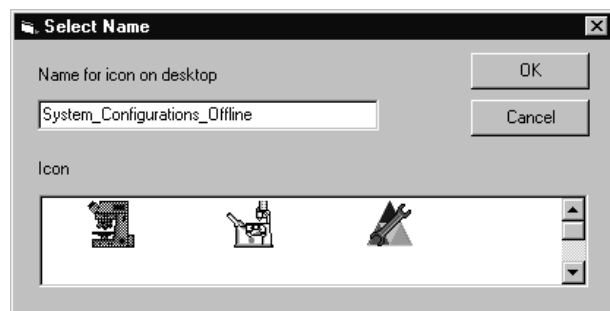 Select Name
Name for icon on desktop
OK
System_Configurations_Offline
Cancel
Icon